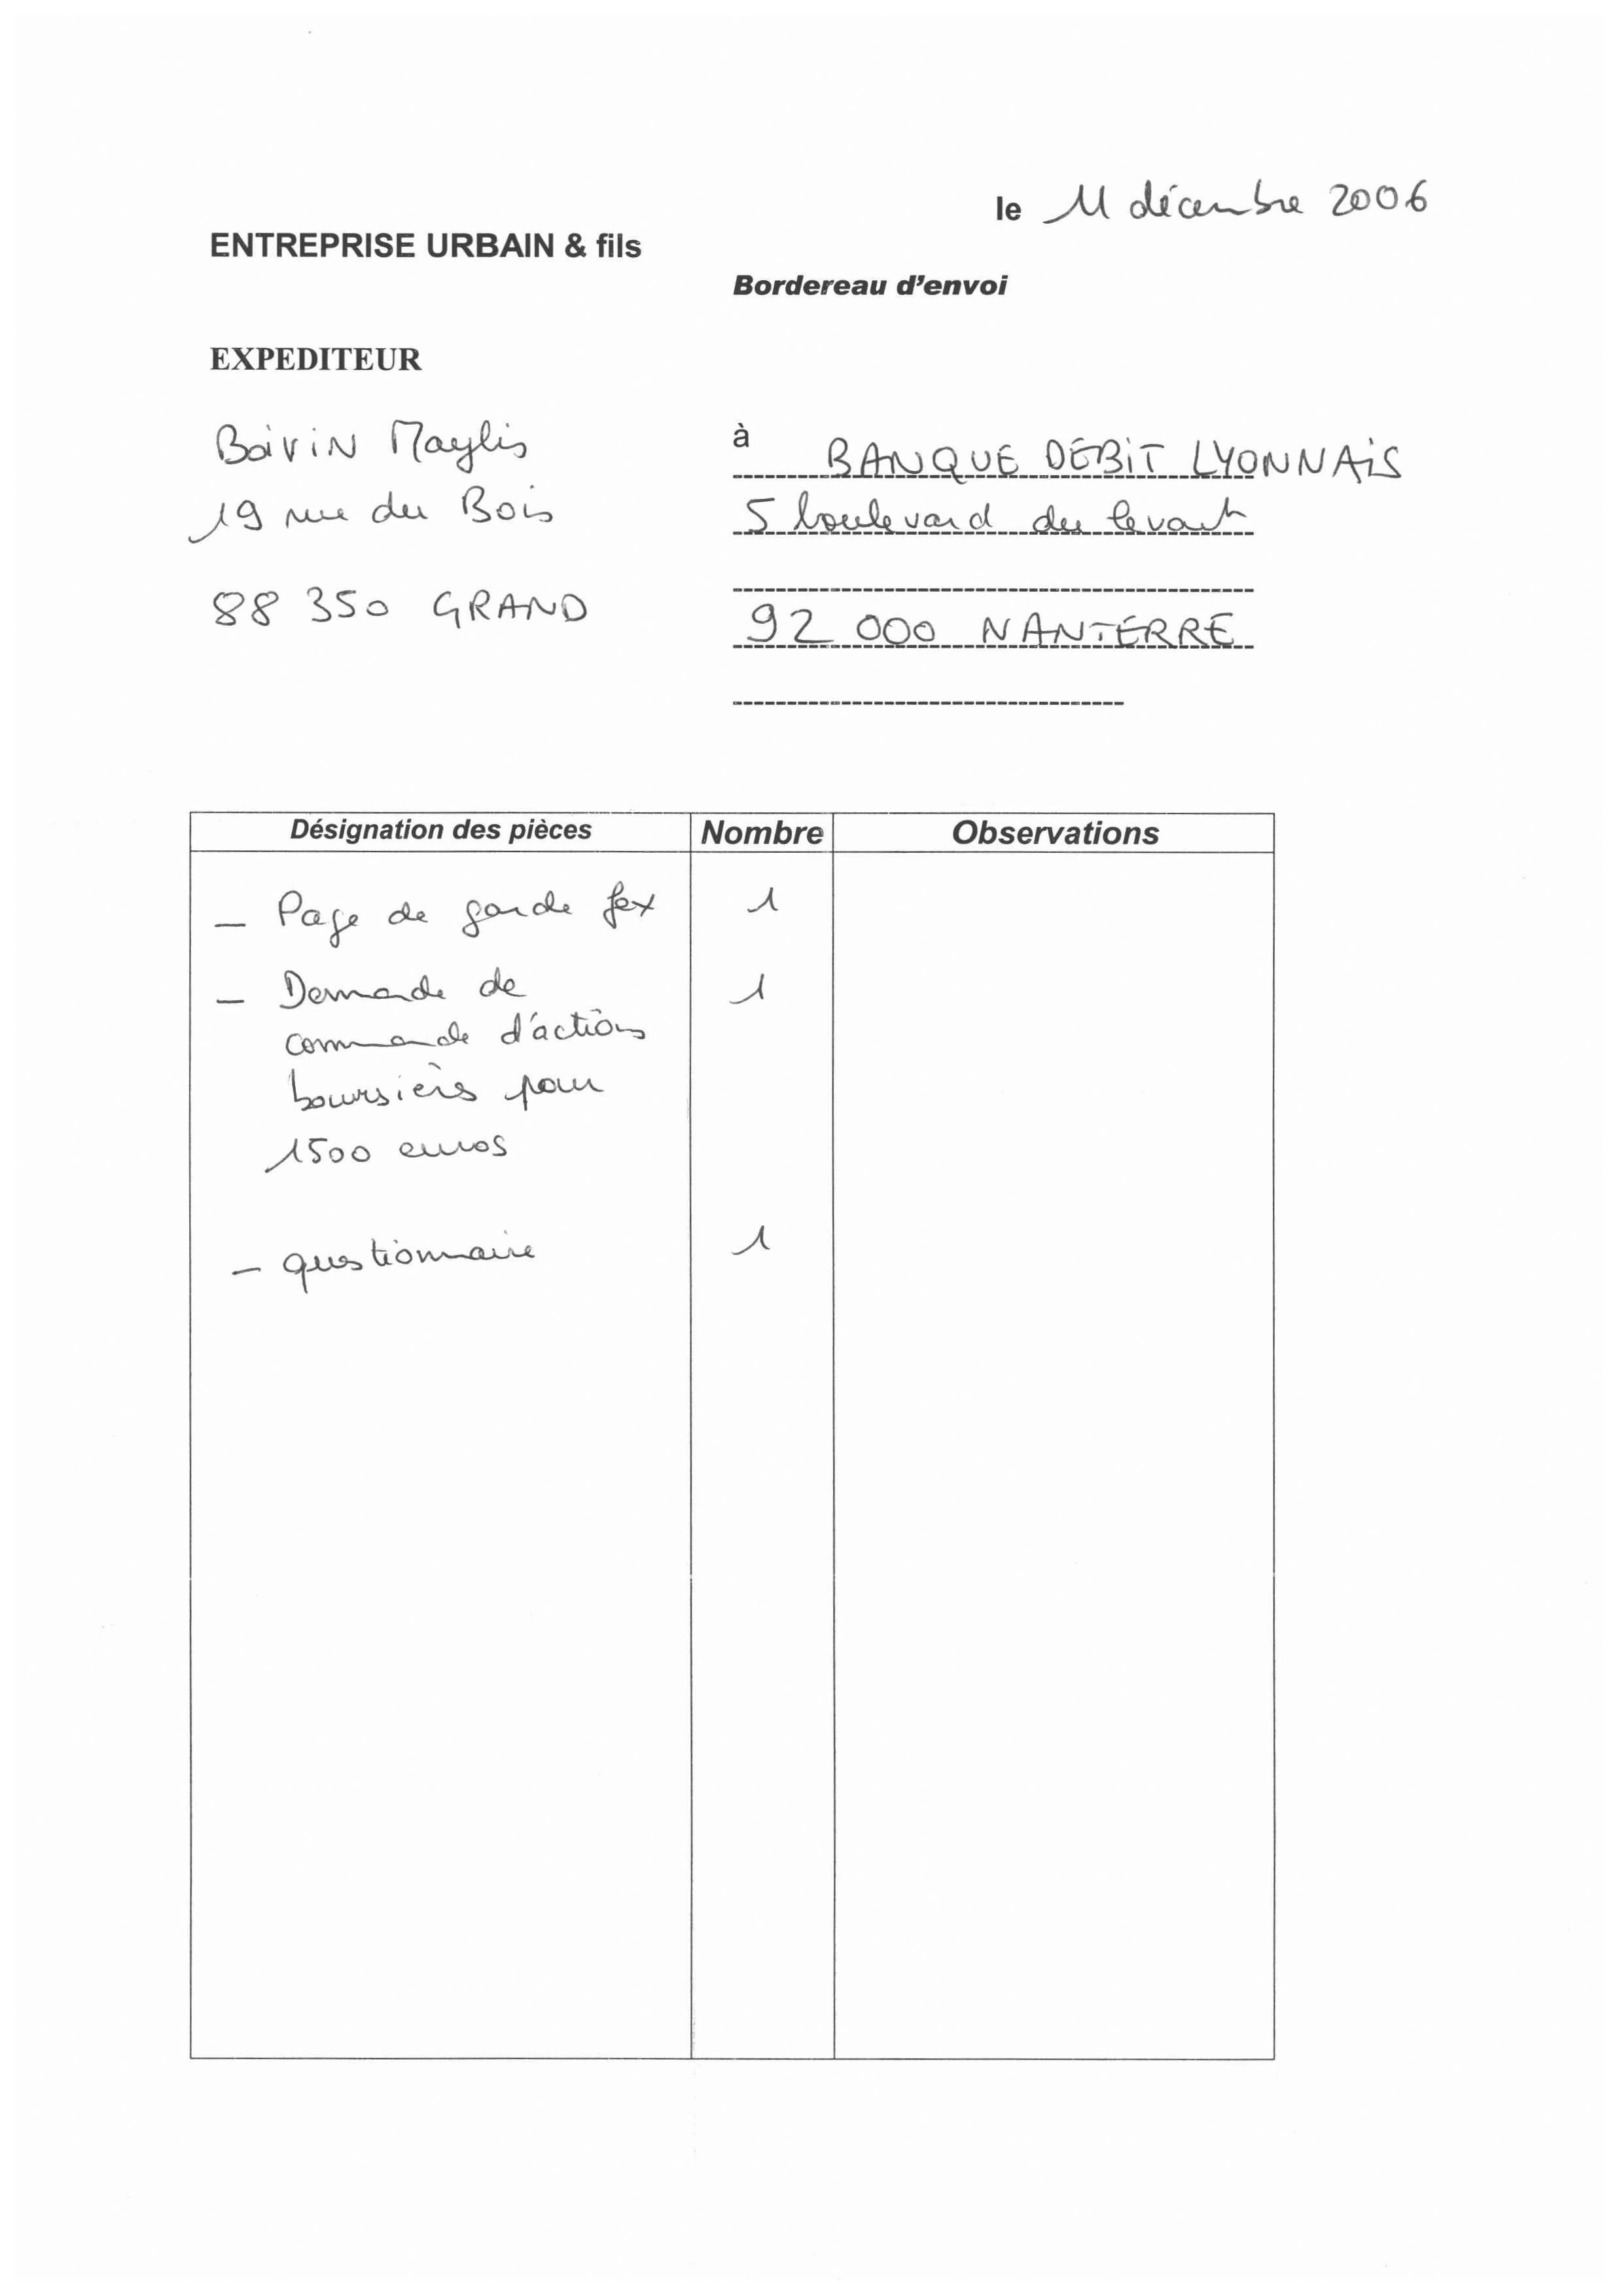 le 11 décembre 2006
ENTREPRISE URBAIN & fils
Bordereau d'envoi
EXPEDITEUR
Boivin Maylis
19 rue du Bois
88 350 GRAND
à BANQUE DEBIT LYONNAIS
5 boulevard du levant
92 000 NANTERRE
Désignation des pièces Nombre Observations
- Page de garde fax 1
- Demande de 1
commande d'actions
boursières pour
1500 euros
- questionnaire 1